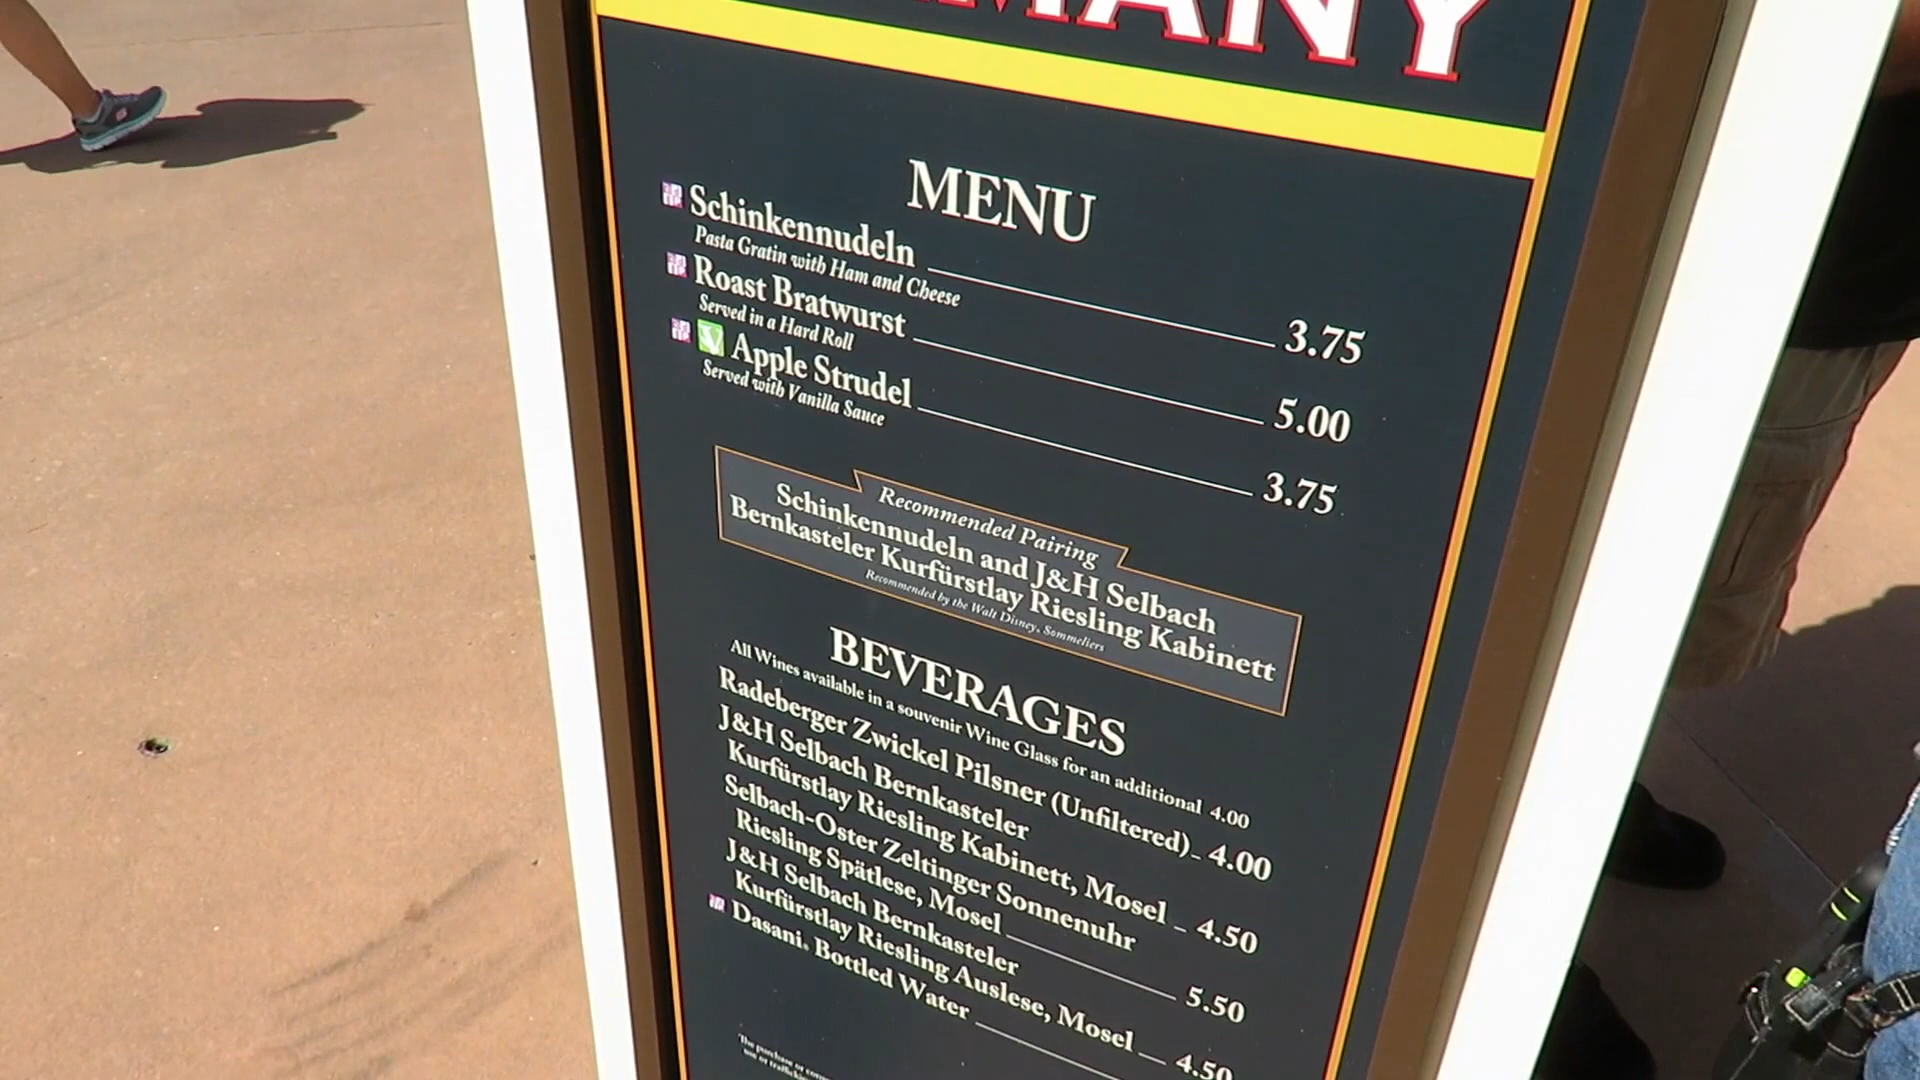 MANY
MENU
Schinkennudeln 3.75
Pasta Gratin with Ham and Cheese
Roast Bratwurst 5.00
Served in a Hard Roll
Apple Strudel 3.75
Served with Vanilla Sauce
Recommended Pairing
Schinkennudeln and J&H Selbach
Bernkasteler Kurfürstlay Riesling Kabinett
Recommended by the Walt Disney® Sommeliers
BEVERAGES
All Wines available in a souvenir Wine Glass for an additional 4.00
Radeberger Zwickel Pilsner (Unfiltered) 4.00
J&H Selbach Bernkasteler
Kurfürstlay Riesling Kabinett, Mosel 4.50
Selbach-Oster Zeltinger Sonnenuhr
Riesling Spätlese, Mosel 5.50
J&H Selbach Bernkasteler
Kurfürstlay Riesling Auslese, Mosel 4.50
Dasani® Bottled Water